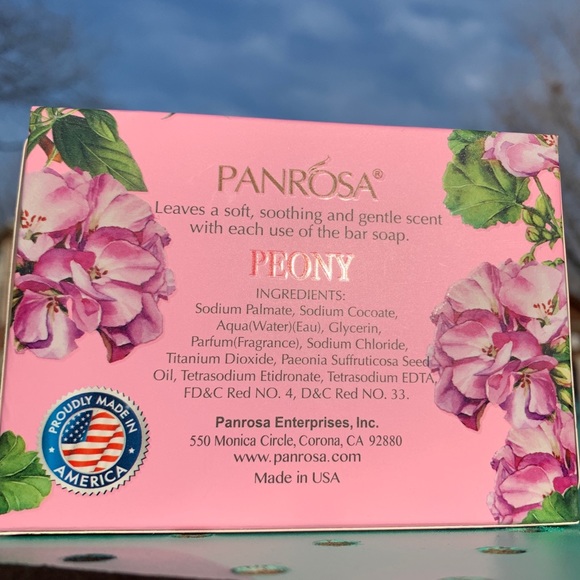 PANROSA®
Leaves a soft, soothing and gentle scent
with each use of the bar soap.
PEONY
INGREDIENTS:
Sodium Palmate, Sodium Cocoate,
Aqua(Water)(Eau), Glycerin,
Parfum(Fragrance), Sodium Chloride,
Titanium Dioxide, Paeonia Suffruticosa Seed
Oil, Tetrasodium Etidronate, Tetrasodium EDTA,
FD&C Red NO. 4, D&C Red NO. 33.
PROUDLY MADE IN
AMERICA
Panrosa Enterprises, Inc.
550 Monica Circle, Corona, CA 92880
www.panrosa.com
Made in USA